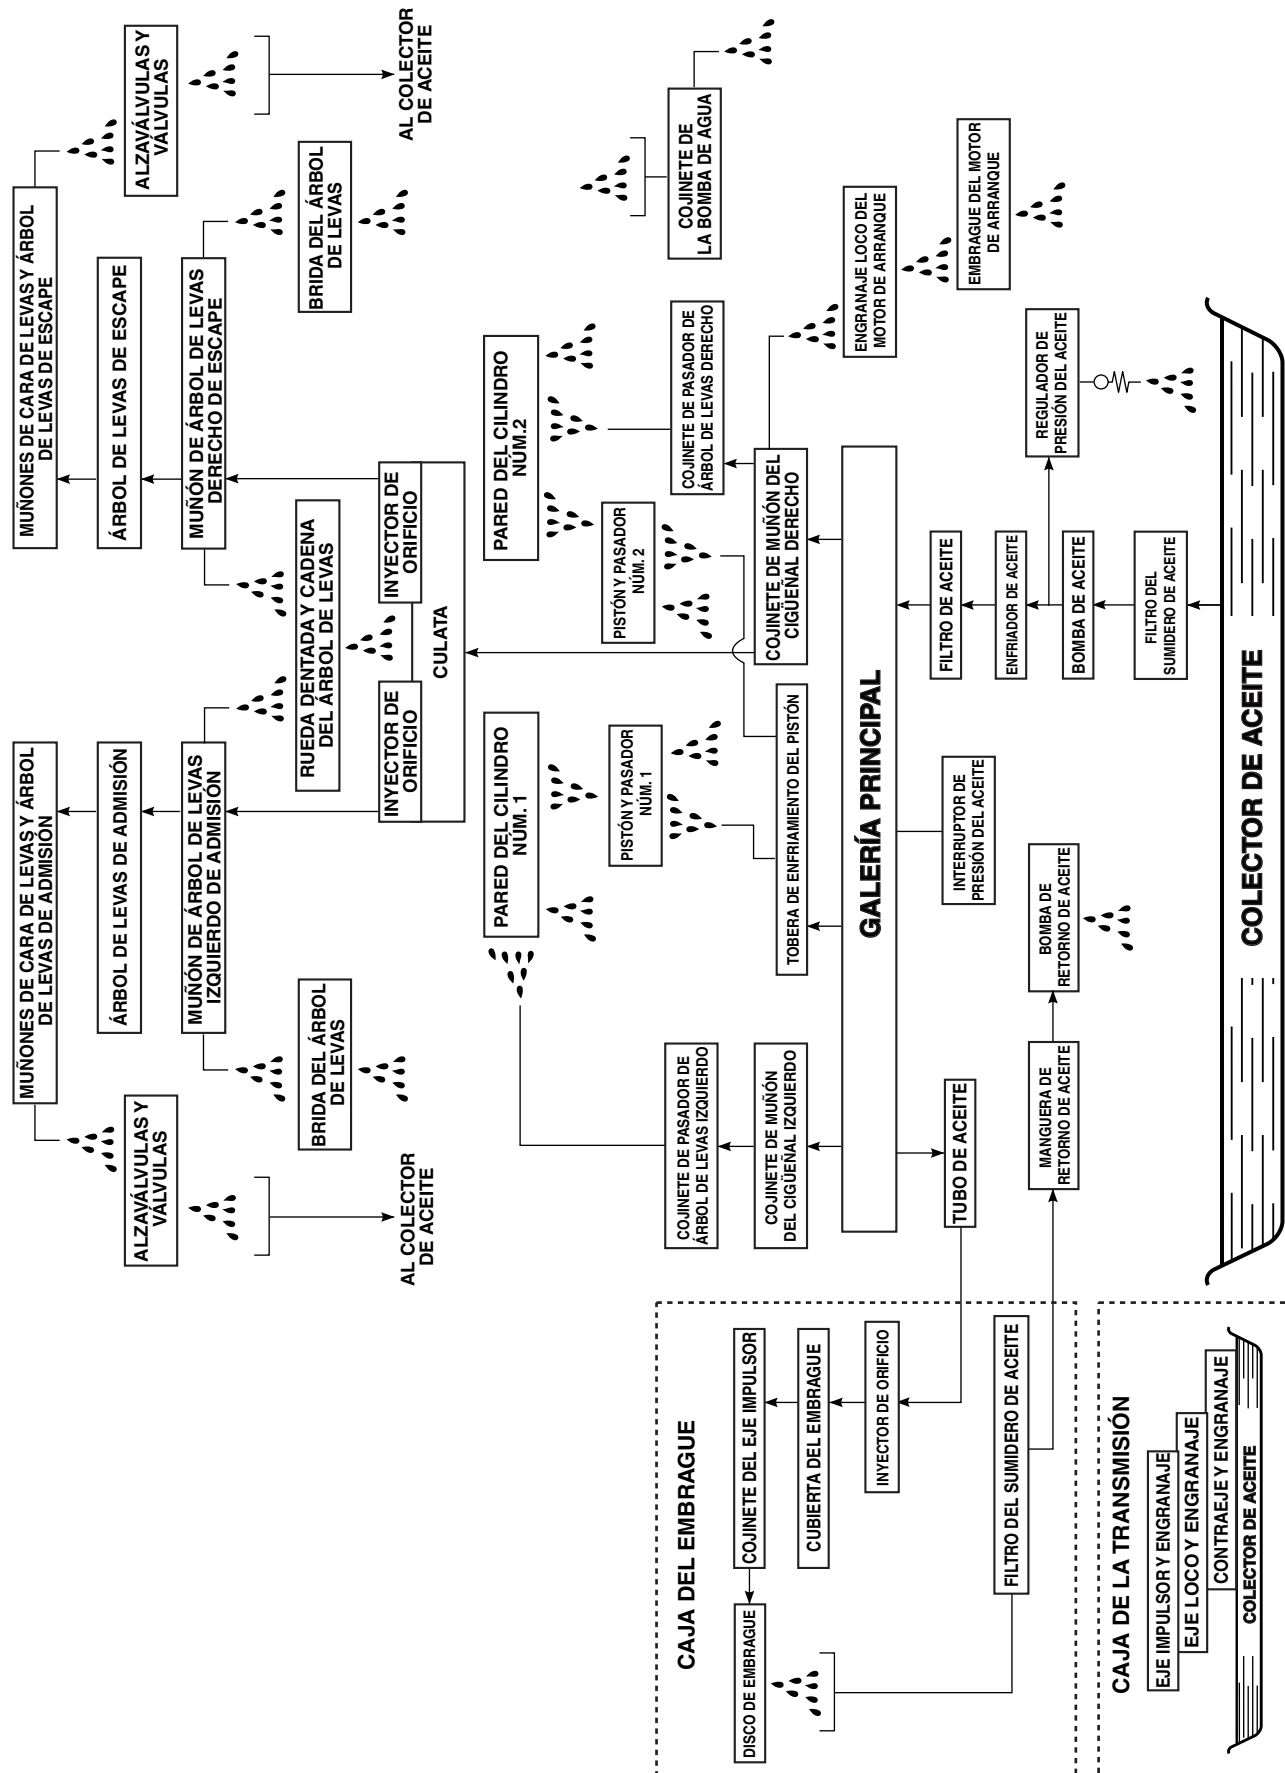 MUÑONES DE CARA DE LEVAS Y ÁRBOL
DE LEVAS DE ADMISIÓN
MUÑONES DE CARA DE LEVAS Y ÁRBOL
DE LEVAS DE ESCAPE
ALZAVÁLVULAS Y
VÁLVULAS
ÁRBOL DE LEVAS DE ADMISIÓN
ÁRBOL DE LEVAS DE ESCAPE
ALZAVÁLVULAS Y
VÁLVULAS
MUÑÓN DE ÁRBOL DE LEVAS
IZQUIERDO DE ADMISIÓN
MUÑÓN DE ÁRBOL DE LEVAS
DERECHO DE ESCAPE
BRIDA DEL ÁRBOL
DE LEVAS
RUEDA DENTADA Y CADENA
DEL ÁRBOL DE LEVAS
BRIDA DEL ÁRBOL
DE LEVAS
AL COLECTOR
DE ACEITE
INYECTOR DE
ORIFICIO
INYECTOR DE
ORIFICIO
AL COLECTOR
DE ACEITE
CULATA
PARED DEL CILINDRO
NÚM. 1
PARED DEL CILINDRO
NÚM.2
PISTÓN Y PASADOR
NÚM. 1
PISTÓN Y PASADOR
NÚM. 2
COJINETE DE PASADOR DE
ÁRBOL DE LEVAS IZQUIERDO
COJINETE DE PASADOR DE
ÁRBOL DE LEVAS DERECHO
COJINETE DE
LA BOMBA DE AGUA
COJINETE DE MUÑÓN
DEL CIGÜEÑAL IZQUIERDO
TOBERA DE ENFRIAMIENTO DEL PISTÓN
COJINETE DE MUÑÓN DEL
CIGÜEÑAL DERECHO
ENGRANAJE LOCO DEL
MOTOR DE ARRANQUE
GALERÍA PRINCIPAL
EMBRAGUE DEL MOTOR
DE ARRANQUE
TUBO DE ACEITE
INTERRUPTOR DE
PRESIÓN DEL ACEITE
FILTRO DE ACEITE
ENFRIADOR DE ACEITE
REGULADOR DE
PRESIÓN DEL ACEITE
MANGUERA DE
RETORNO DE ACEITE
BOMBA DE
RETORNO DE ACEITE
BOMBA DE ACEITE
FILTRO DEL
SUMIDERO DE ACEITE
COLECTOR DE ACEITE
CAJA DEL EMBRAGUE
DISCO DE EMBRAGUE
COJINETE DEL EJE IMPULSOR
CUBIERTA DEL EMBRAGUE
INYECTOR DE ORIFICIO
FILTRO DEL SUMIDERO DE ACEITE
CAJA DE LA TRANSMISIÓN
EJE IMPULSOR Y ENGRANAJE
EJE LOCO Y ENGRANAJE
CONTRAEJE Y ENGRANAJE
COLECTOR DE ACEITE